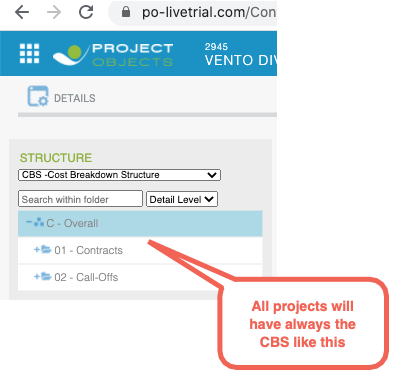 po-livetrial.com/Con
PROJECT
OBJECTS
2945
VENTO DIV
DETAILS
STRUCTURE
CBS -Cost Breakdown Structure
Search within folder
Detail Level
C - Overall
01 - Contracts
02 - Call-Offs
All projects will
have always the
CBS like this